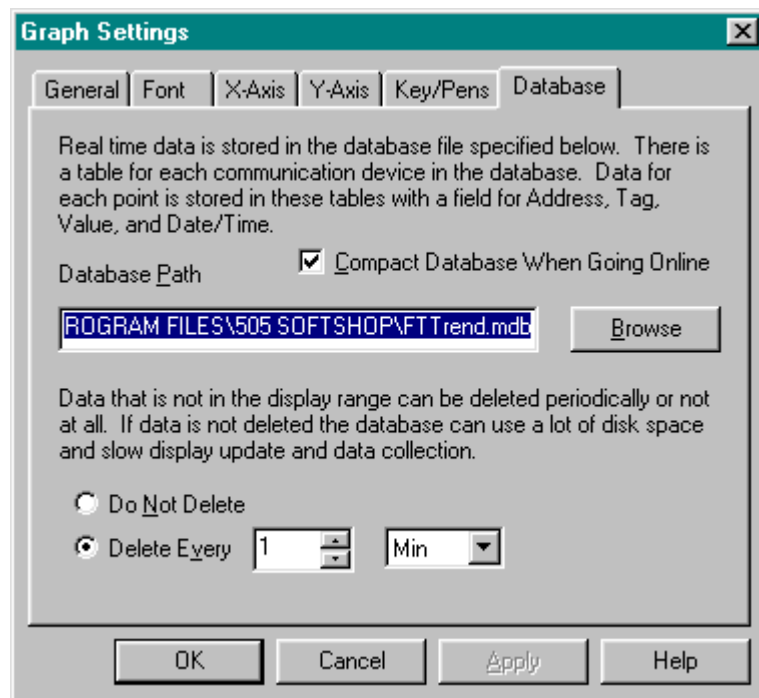 Graph Settings
General Font X-Axis Y-Axis Key/Pens Database
Real time data is stored in the database file specified below. There is
a table for each communication device in the database. Data for
each point is stored in these tables with a field for Address, Tag,
Value, and Date/Time.
Compact Database When Going Online
Database Path
ROGRAM FILES\505 SOFTSHOP\FTTrend.mdb Browse
Data that is not in the display range can be deleted periodically or not
at all. If data is not deleted the database can use a lot of disk space
and slow display update and data collection.
Do Not Delete
Delete Every 1 Min
OK Cancel Apply Help